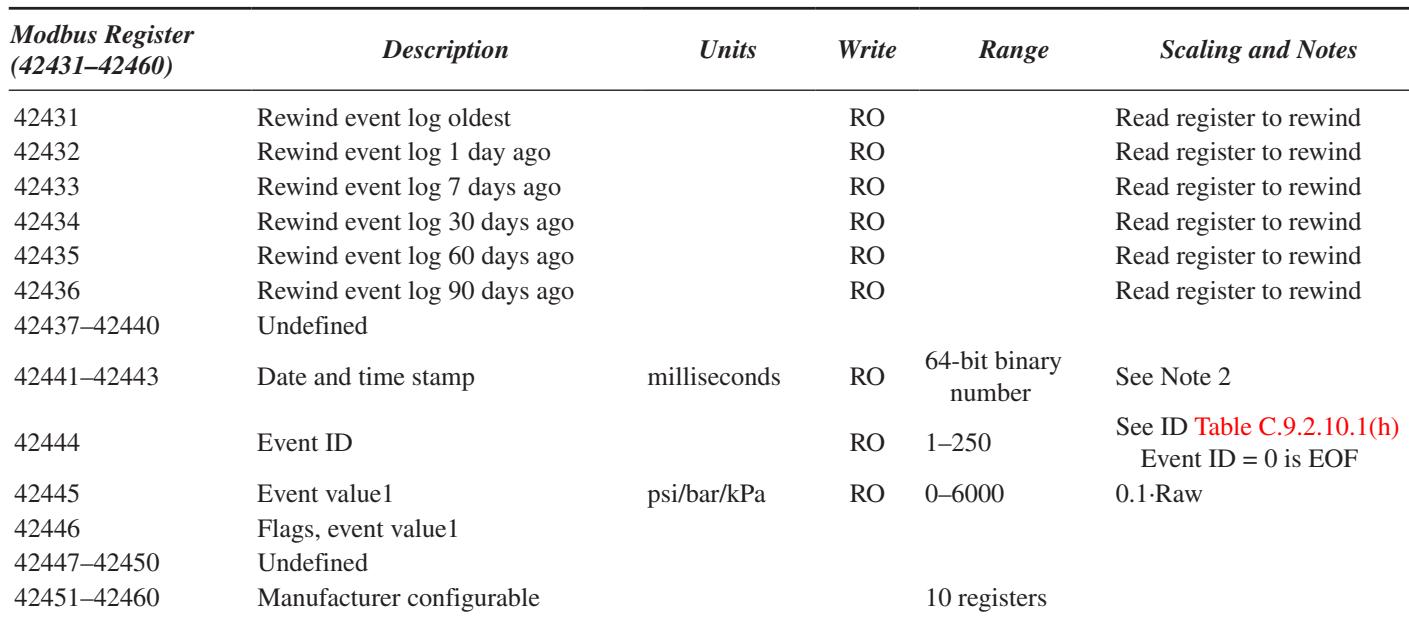 Modbus Register (42431–42460) Description Units Write Range Scaling and Notes
42431 Rewind event log oldest RO Read register to rewind
42432 Rewind event log 1 day ago RO Read register to rewind
42433 Rewind event log 7 days ago RO Read register to rewind
42434 Rewind event log 30 days ago RO Read register to rewind
42435 Rewind event log 60 days ago RO Read register to rewind
42436 Rewind event log 90 days ago RO Read register to rewind
42437–42440 Undefined
42441–42443 Date and time stamp milliseconds RO 64-bit binary number See Note 2
42444 Event ID RO 1–250 See ID Table C.9.2.10.1(h) Event ID = 0 is EOF
42445 Event value1 psi/bar/kPa RO 0–6000 0.1·Raw
42446 Flags, event value1
42447–42450 Undefined
42451–42460 Manufacturer configurable 10 registers